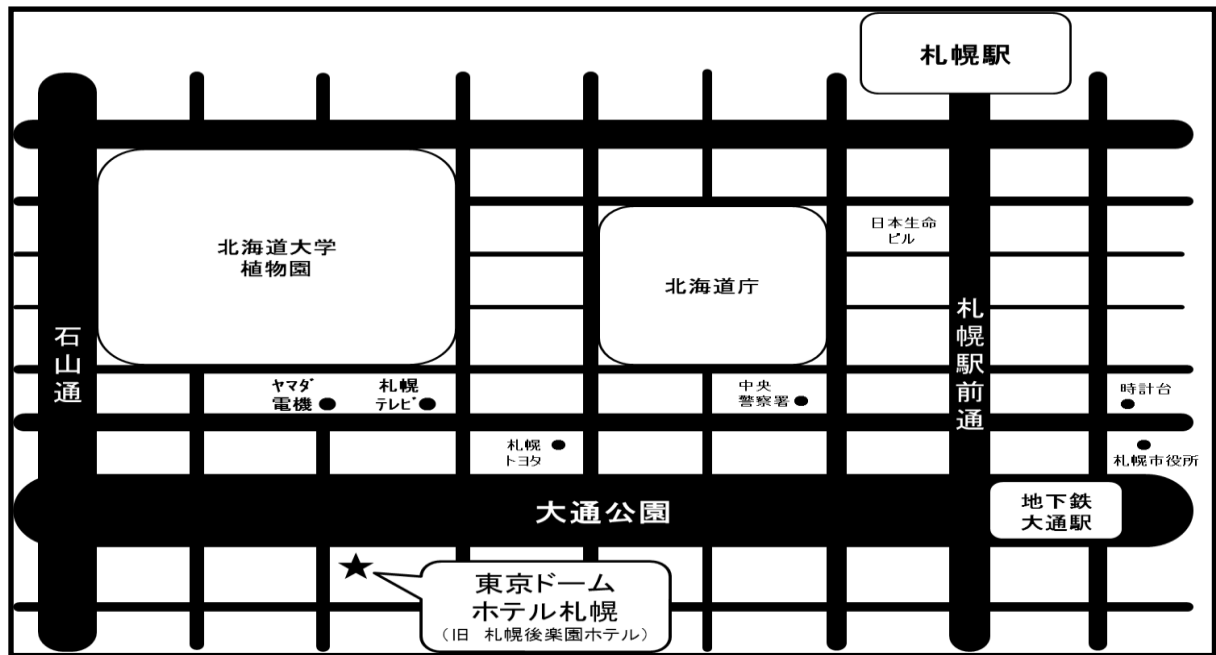 札幌駅
日本生命
ビル
北海道大学
植物園
北海道庁
石山通
札幌駅前通
ヤマダ
電機
札幌
テレビ
中央
警察署
時計台
札幌
トヨタ
札幌市役所
大通公園
地下鉄
大通駅
東京ドーム
ホテル札幌
（旧 札幌後楽園ホテル）